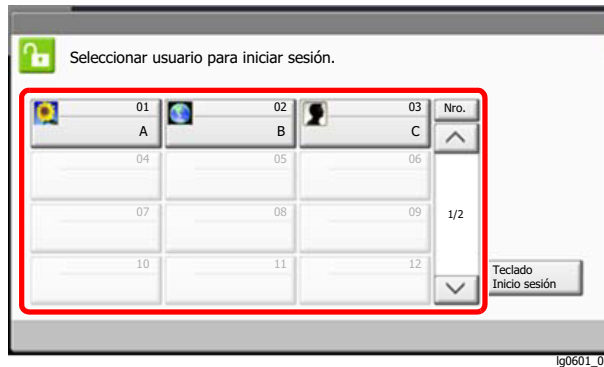 Seleccionar usuario para iniciar sesión.
01 02 03 Nro.
A B C
04 05 06
07 08 09 1/2
10 11 12
Teclado
Inicio sesión
lg0601_0